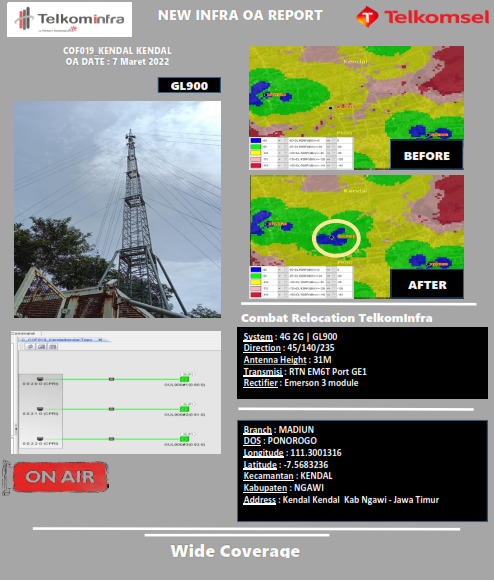 Telkominfra
NEW INFRA OA REPORT
Telkomsel
COF019_KENDAL KENDAL
OA DATE : 7 Maret 2022
GL900
Kendal
BEFORE
Kendal
AFTER
Combat Relocation TelkomInfra
System : 4G 2G | GL900
Direction : 45/140/235
Antenna Height : 31M
Transmisi : RTN EM6T Port GE1
Rectifier : Emerson 3 module
Branch : MADIUN
DOS : PONOROGO
Longitude : 111.3001316
Latitude : -7.5683236
Kecamantan : KENDAL
Kabupaten : NGAWI
Address : Kendal Kendal Kab Ngawi - Jawa Timur
ON AIR
Wide Coverage